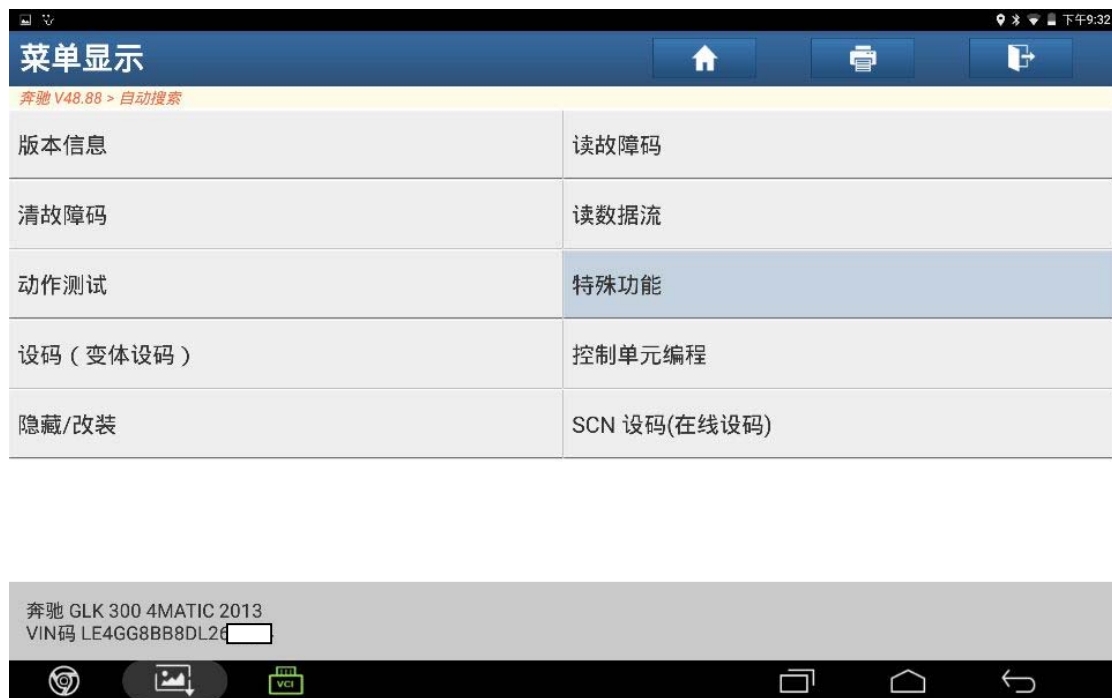 下午9:32
菜单显示
奔驰 V48.88 > 自动搜索
版本信息
读故障码
清故障码
读数据流
动作测试
特殊功能
设码（变体设码）
控制单元编程
隐藏/改装
SCN 设码(在线设码)
奔驰 GLK 300 4MATIC 2013
VIN码 LE4GG8BB8DL26
VCI